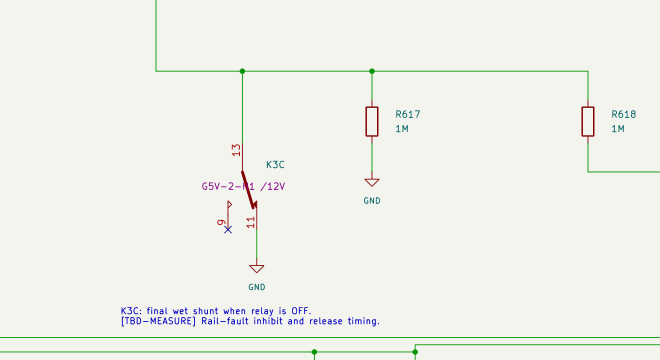 R617
1M
R618
1M
13
K3C
G5V-2-H1 /12V
9
11
GND
GND
K3C: final wet shunt when relay is OFF.
[TBD-MEASURE] Rail-fault inhibit and release timing.